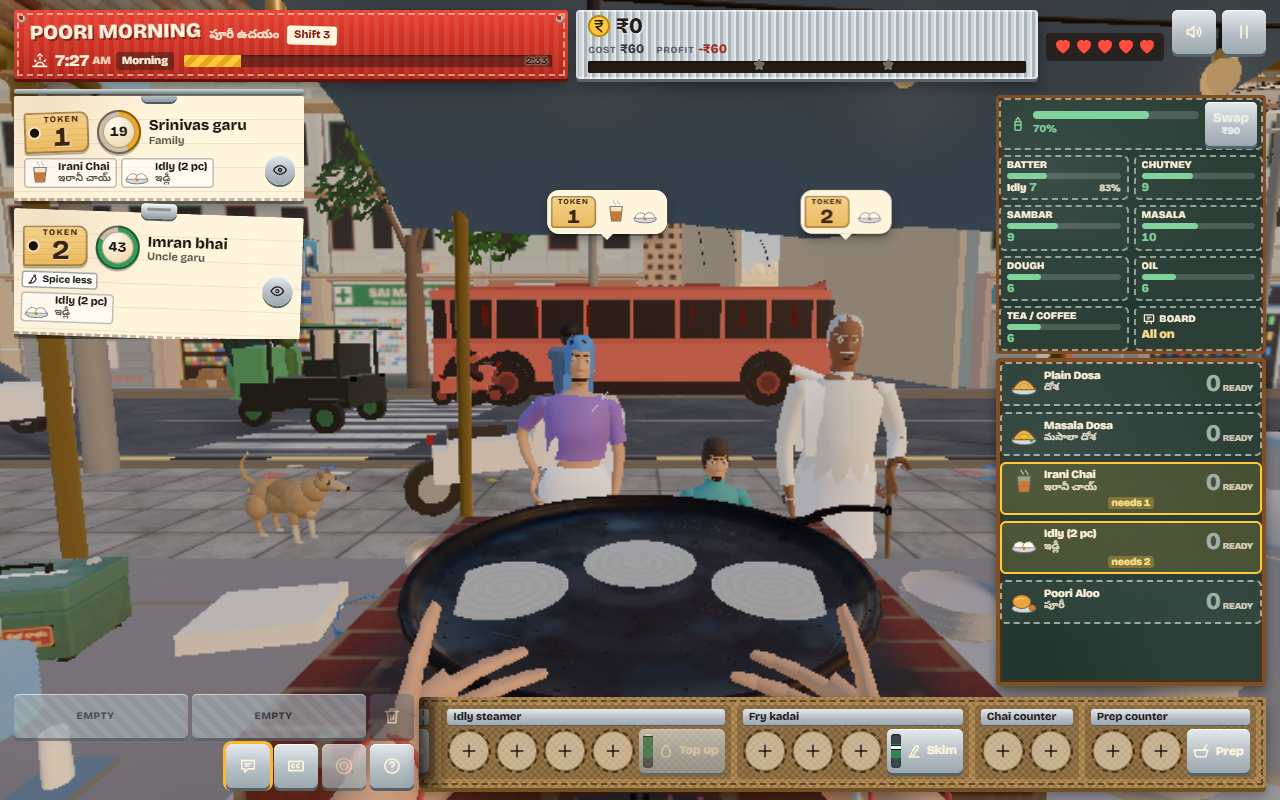 POORI MORNING పూరీ ఉదయం Shift 3
7:27 AM Morning 2:33
₹ ₹0
COST ₹60 PROFIT -₹60
TOKEN
1
19
Srinivas garu
Family
Irani Chai
ఇరానీ చాయ్
Idly (2 pc)
ఇడ్లీ
TOKEN
2
43
Imran bhai
Uncle garu
Spice less
Idly (2 pc)
ఇడ్లీ
TOKEN
1
TOKEN
2
70%
Swap
₹90
BATTER
Idly 7 83%
CHUTNEY
9
SAMBAR
9
MASALA
10
DOUGH
6
OIL
6
TEA / COFFEE
6
BOARD
All on
Plain Dosa
దోశ
0 READY
Masala Dosa
మసాలా దోశ
0 READY
Irani Chai
ఇరానీ చాయ్
0 READY
needs 1
Idly (2 pc)
ఇడ్లీ
0 READY
needs 2
Poori Aloo
పూరీ
0 READY
EMPTY
EMPTY
CC
?
Idly steamer
Top up
Fry kadai
Skim
Chai counter
Prep counter
Prep